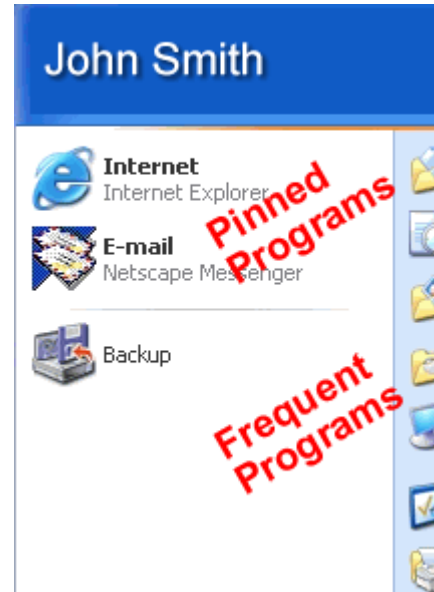 John Smith
Internet
Internet Explorer
Pinned
Programs
E-mail
Netscape Messenger
Backup
Frequent
Programs